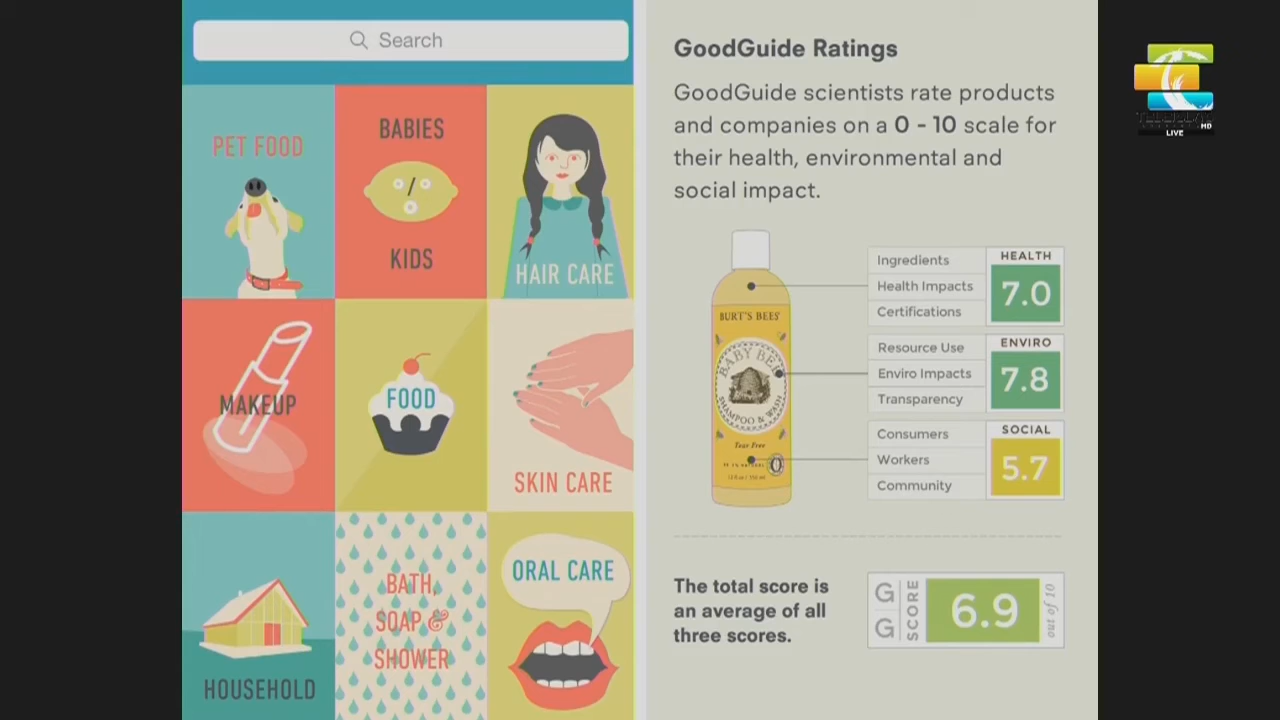 Search
PET FOOD
BABIES
/
KIDS
HAIR CARE
MAKEUP
FOOD
SKIN CARE
HOUSEHOLD
BATH,
SOAP &
SHOWER
ORAL CARE
GoodGuide Ratings
GoodGuide scientists rate products
and companies on a 0 - 10 scale for
their health, environmental and
social impact.
BURT'S BEES
BABY BEE
SHAMPOO & WASH
Tear Free
Ingredients
Health Impacts
Certifications
HEALTH
7.0
Resource Use
Enviro Impacts
Transparency
ENVIRO
7.8
Consumers
Workers
Community
SOCIAL
5.7
The total score is
an average of all
three scores.
GG
SCORE
6.9
out of 10
HD
LIVE